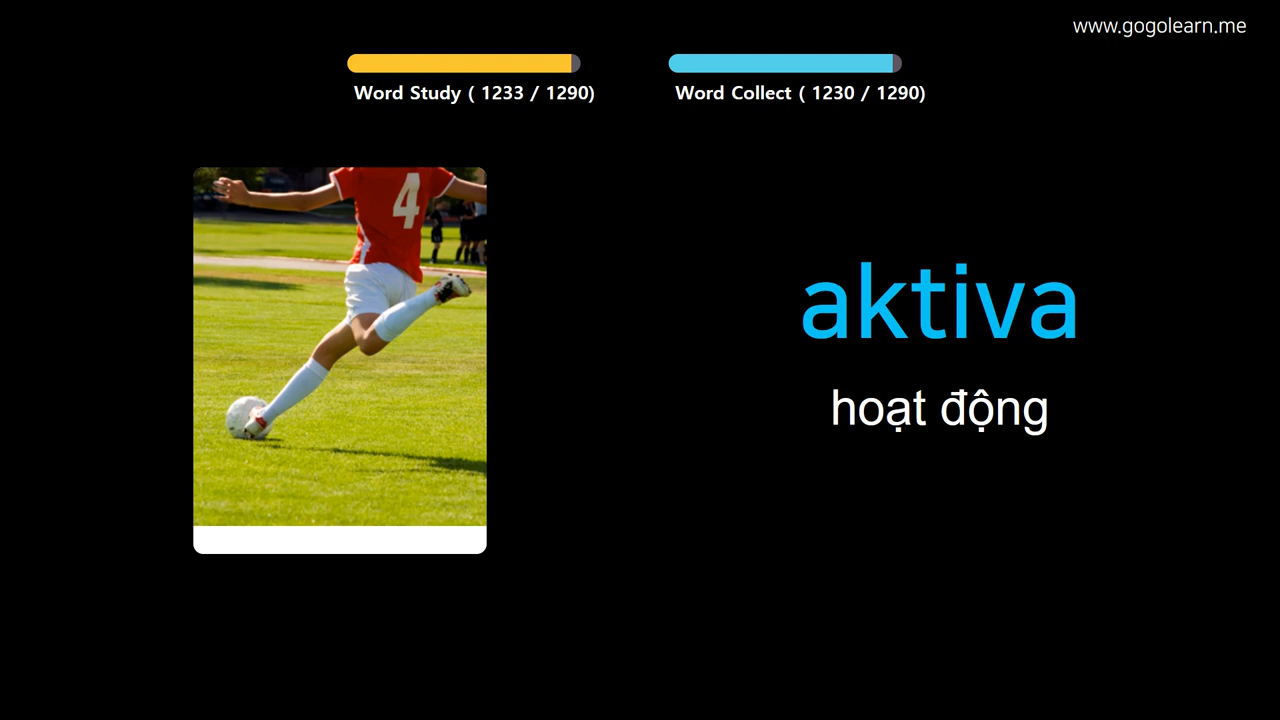 www.gogolearn.me
Word Study ( 1233 / 1290)
Word Collect ( 1230 / 1290)
4
aktiva
hoạt động